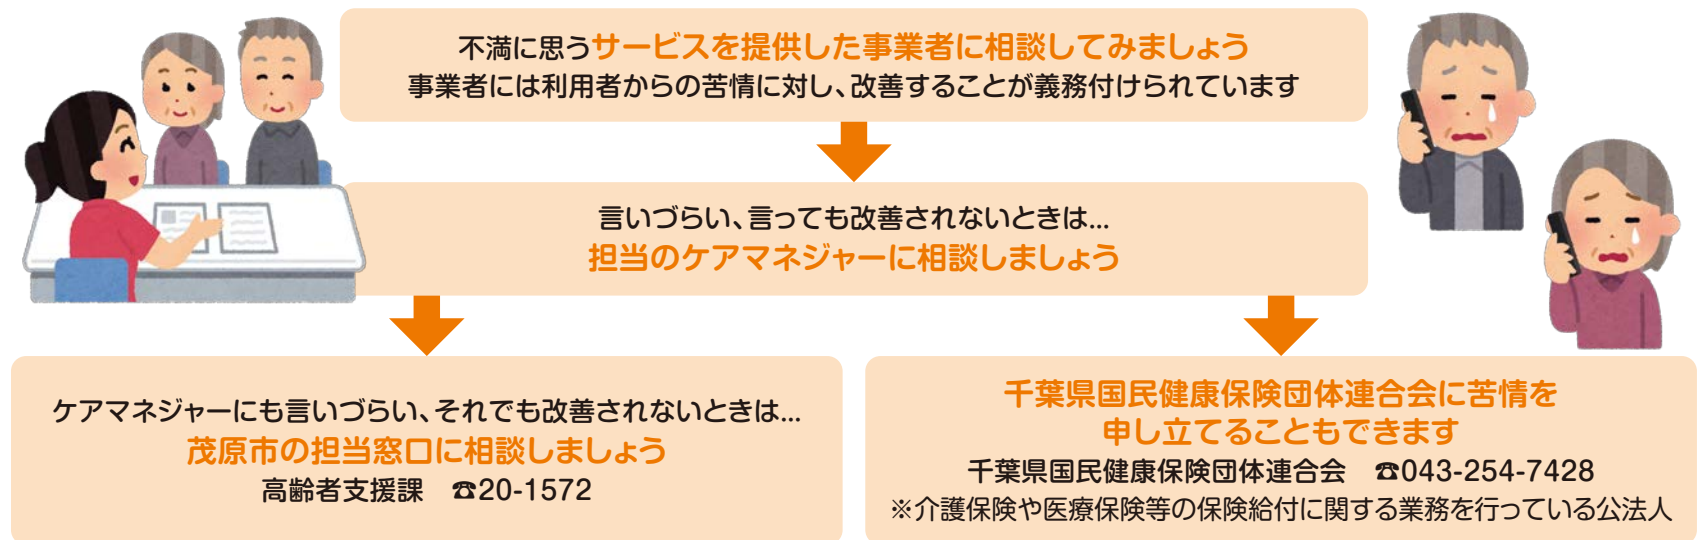 不満に思うサービスを提供した事業者に相談してみましょう
事業者には利用者からの苦情に対し、改善することが義務付けられています
言いづらい、言っても改善されないときは…
担当のケアマネジャーに相談しましょう
ケアマネジャーにも言いづらい、それでも改善されないときは…
茂原市の担当窓口に相談しましょう
高齢者支援課　☎20-1572
千葉県国民健康保険団体連合会に苦情を
申し立てることもできます
千葉県国民健康保険団体連合会　☎043-254-7428
※介護保険や医療保険等の保険給付に関する業務を行っている公法人